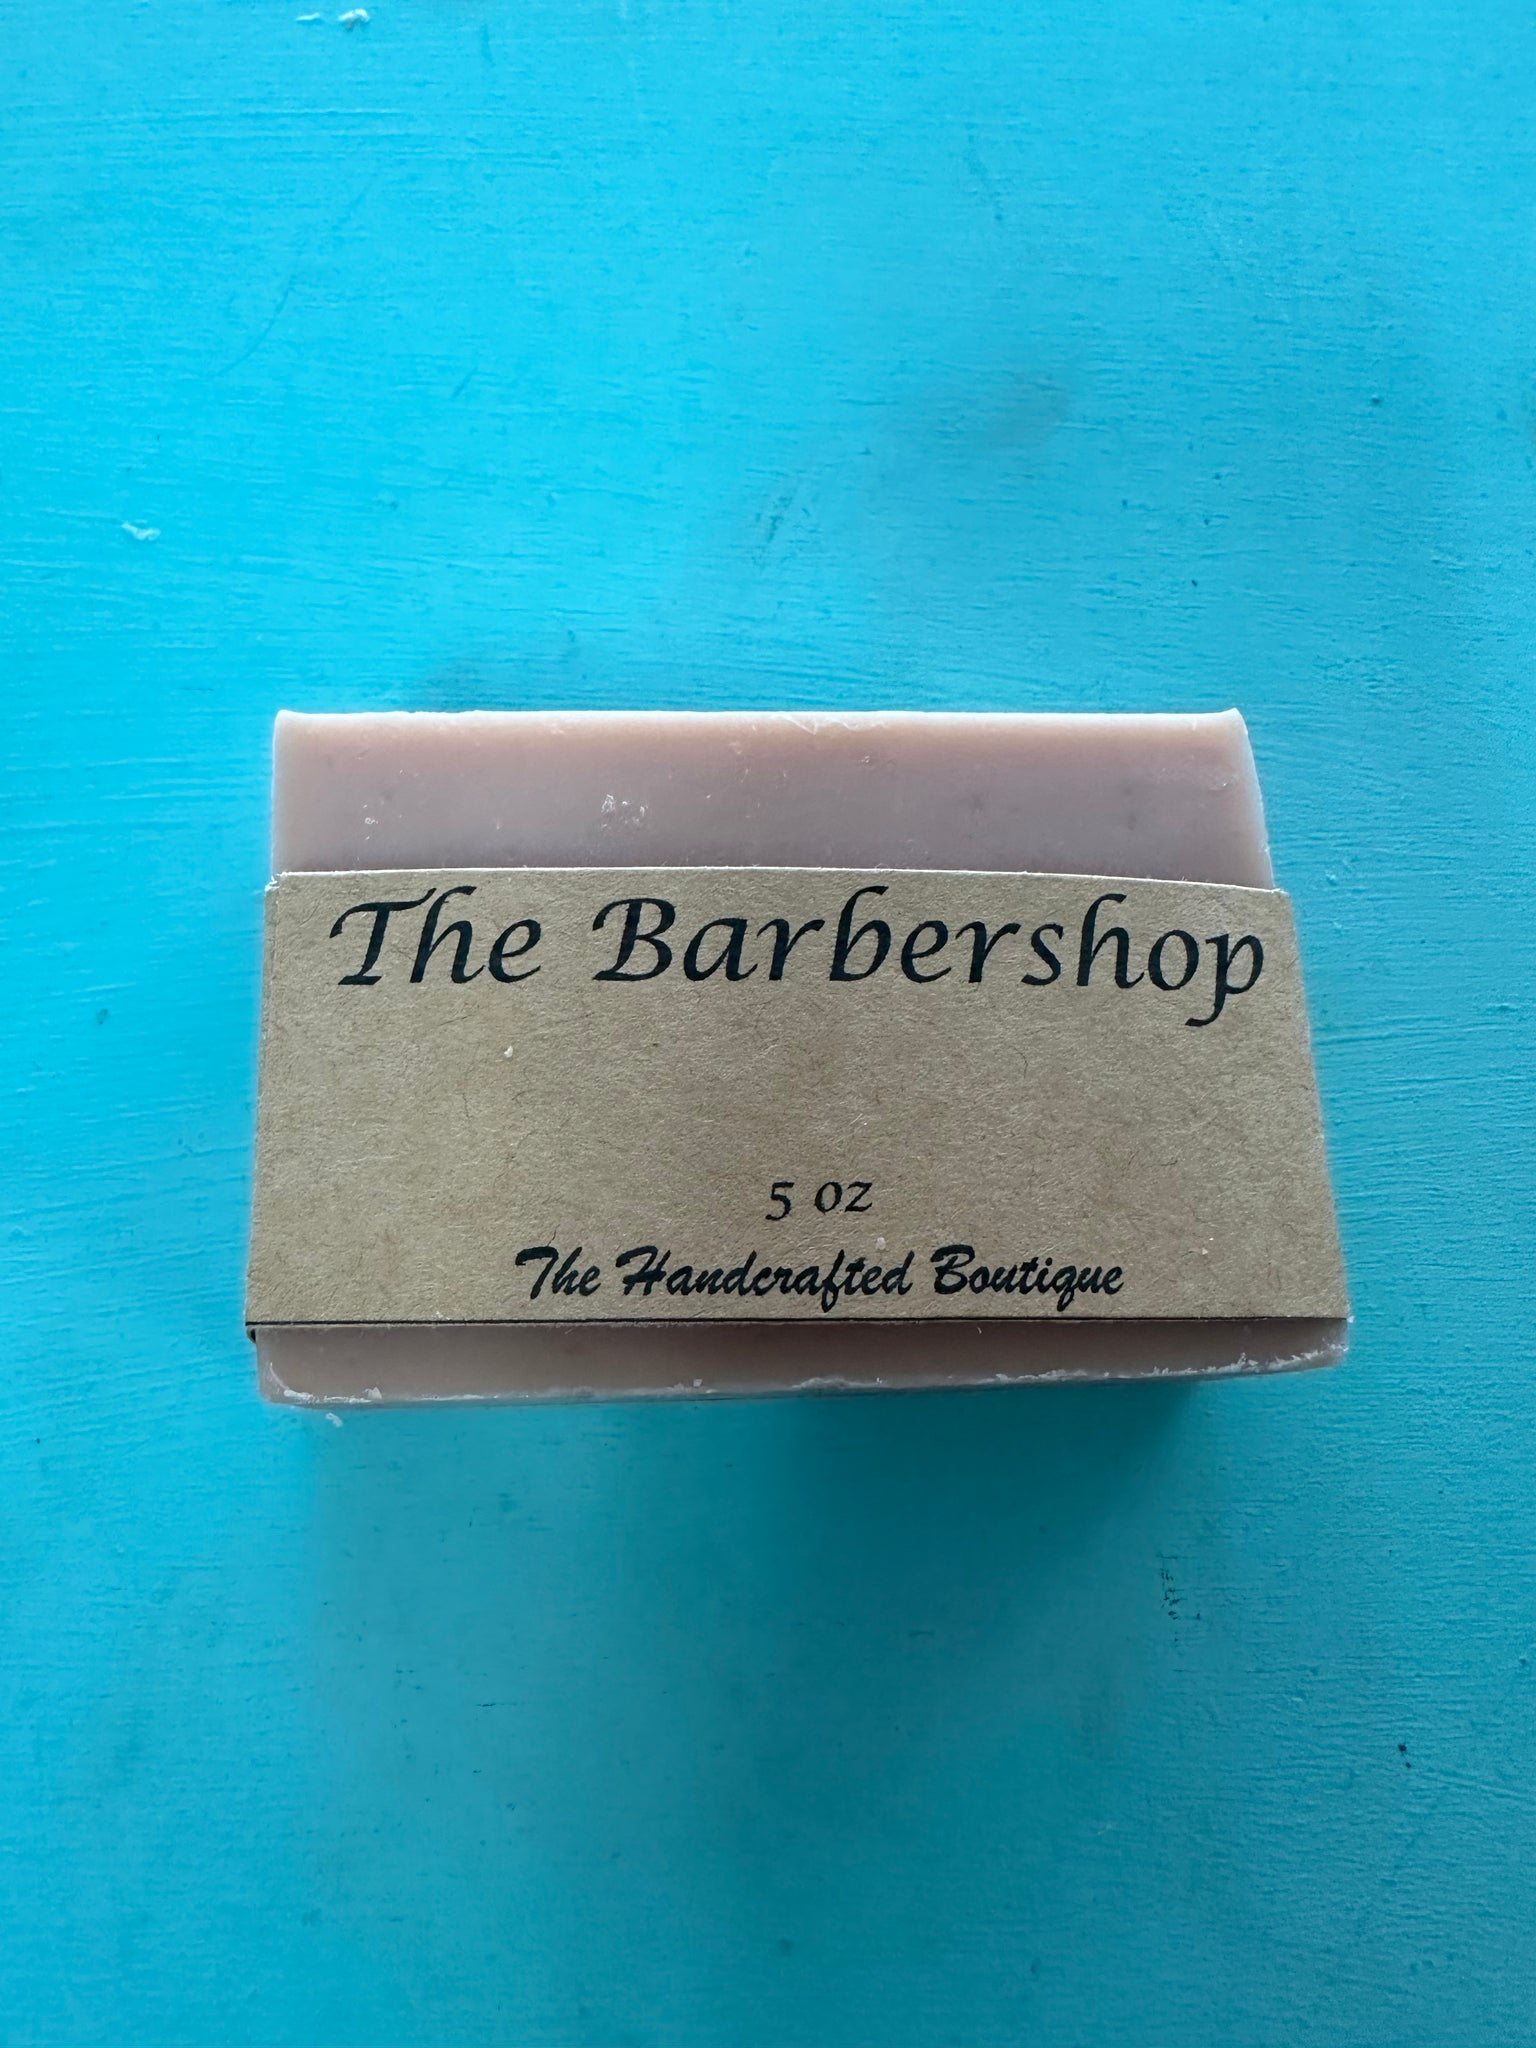 The Barbershop
5 oz
The Handcrafted Boutique